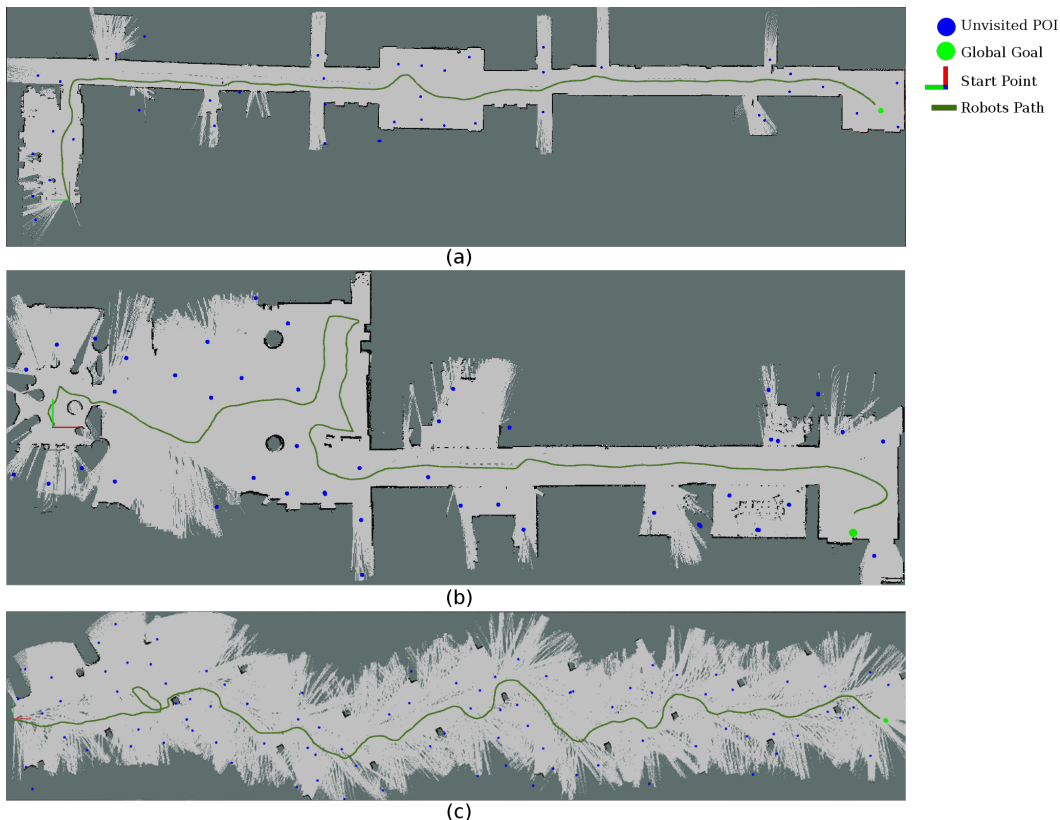 Unvisited POI
Global Goal
Start Point
Robots Path
(a)
(b)
(c)